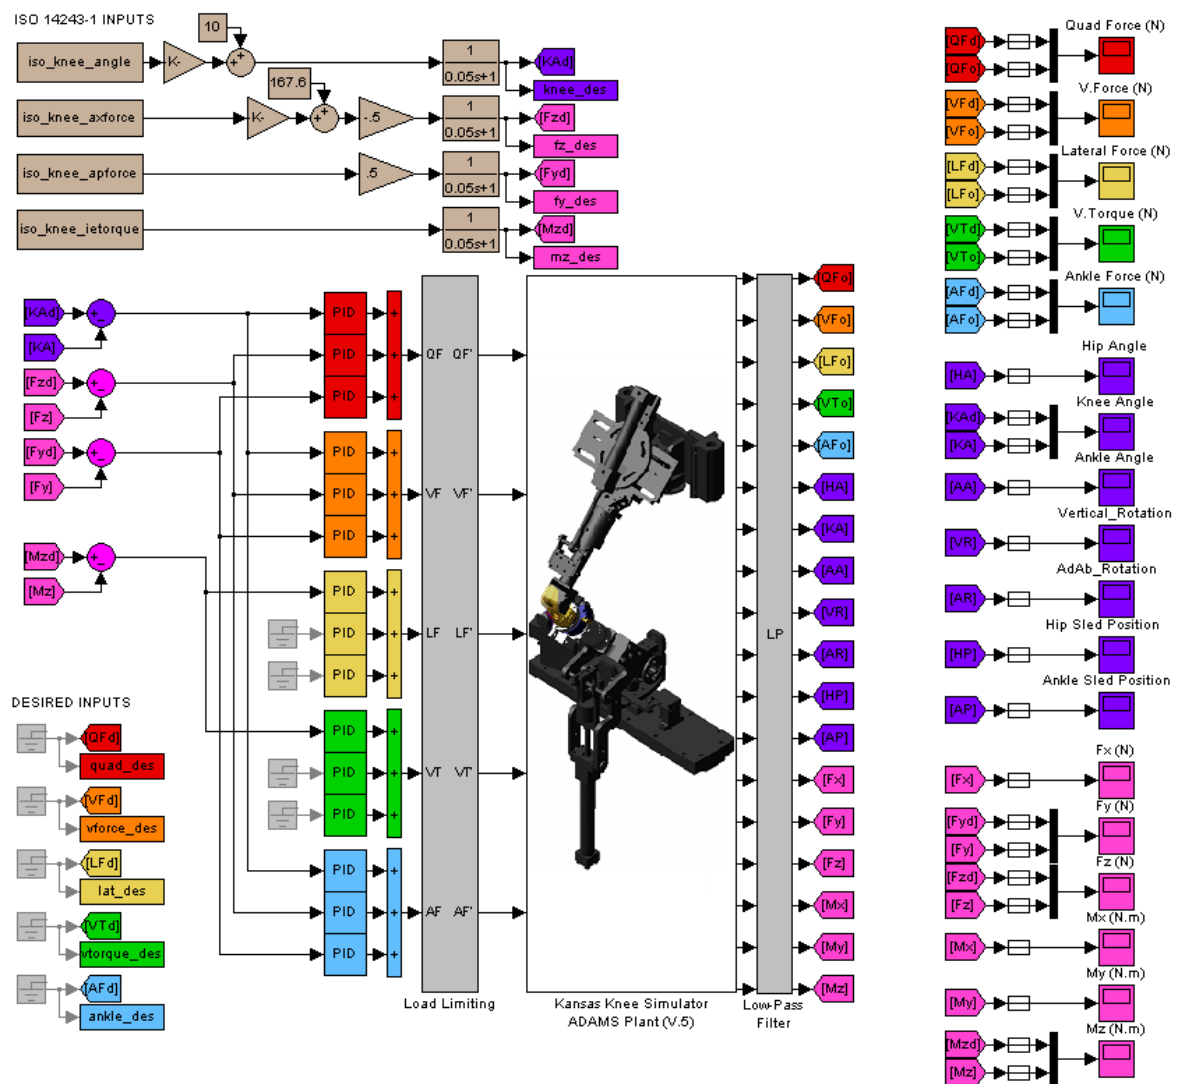 ISO 14243-1 INPUTS
10
iso_knee_angle
K-
++
1
0.05s+1
[KAd]
knee_des
167.6
iso_knee_axforce
K-
++
-.5
1
0.05s+1
[Fzd]
fz_des
iso_knee_apforce
.5
1
0.05s+1
[Fyd]
fy_des
iso_knee_ietorque
1
0.05s+1
[Mzd]
mz_des
[KAd]
+-
[KA]
[Fzd]
+-
[Fz]
[Fyd]
+-
[Fy]
[Mzd]
+-
[Mz]
DESIRED INPUTS
[QFd]
quad_des
[VFd]
vforce_des
[LFd]
lat_des
[VTd]
vtorque_des
[AFd]
ankle_des
PID
+
PID
+
PID
+
PID
+
PID
+
PID
+
PID
+
PID
+
PID
+
PID
+
PID
+
PID
+
PID
+
PID
+
PID
+
QF QF'
VF VF'
LF LF'
VT VT'
AF AF'
Load Limiting
Kansas Knee Simulator
ADAMS Plant (V.5)
LP
Low-Pass
Filter
[QFo]
[VFo]
[LFo]
[VTo]
[AFo]
[HA]
[KA]
[AA]
[VR]
[AR]
[HP]
[AP]
[Fx]
[Fy]
[Fz]
[Mx]
[My]
[Mz]
Quad Force (N)
[QFd]
[QFo]
V.Force (N)
[VFd]
[VFo]
Lateral Force (N)
[LFd]
[LFo]
V.Torque (N)
[VTd]
[VTo]
Ankle Force (N)
[AFd]
[AFo]
Hip Angle
[HA]
Knee Angle
[KAd]
[KA]
Ankle Angle
[AA]
Vertical_Rotation
[VR]
AdAb_Rotation
[AR]
Hip Sled Position
[HP]
Ankle Sled Position
[AP]
Fx (N)
[Fx]
Fy (N)
[Fyd]
[Fy]
Fz (N)
[Fzd]
[Fz]
Mx (N.m)
[Mx]
My (N.m)
[My]
Mz (N.m)
[Mzd]
[Mz]